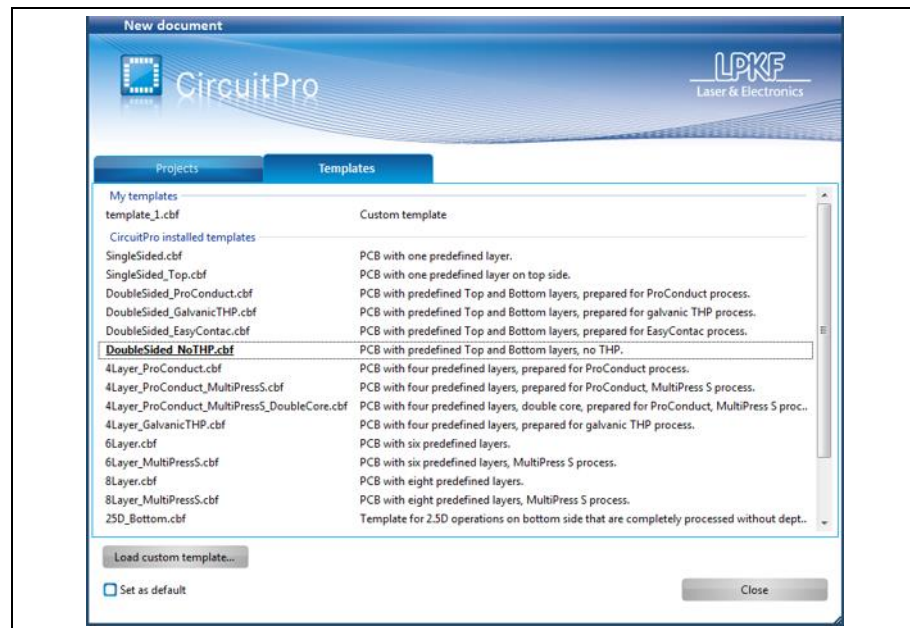 New document
CircuitPro
LPKF
Laser & Electronics
Projects Templates
My templates
template_1.cbf Custom template
CircuitPro installed templates
SingleSided.cbf PCB with one predefined layer.
SingleSided_Top.cbf PCB with one predefined layer on top side.
DoubleSided_ProConduct.cbf PCB with predefined Top and Bottom layers, prepared for ProConduct process.
DoubleSided_GalvanicTHP.cbf PCB with predefined Top and Bottom layers, prepared for galvanic THP process.
DoubleSided_EasyContac.cbf PCB with predefined Top and Bottom layers, prepared for EasyContac process.
DoubleSided_NoTHP.cbf PCB with predefined Top and Bottom layers, no THP.
4Layer_ProConduct.cbf PCB with four predefined layers, prepared for ProConduct process.
4Layer_ProConduct_MultiPressS.cbf PCB with four predefined layers, prepared for ProConduct, MultiPress S process.
4Layer_ProConduct_MultiPressS_DoubleCore.cbf PCB with four predefined layers, double core, prepared for ProConduct, MultiPress S proc..
4Layer_GalvanicTHP.cbf PCB with four predefined layers, prepared for galvanic THP process.
6Layer.cbf PCB with six predefined layers.
6Layer_MultiPressS.cbf PCB with six predefined layers, MultiPress S process.
8Layer.cbf PCB with eight predefined layers.
8Layer_MultiPressS.cbf PCB with eight predefined layers, MultiPress S process.
25D_Bottom.cbf Template for 2.5D operations on bottom side that are completely processed without dept..
Load custom template...
Set as default Close